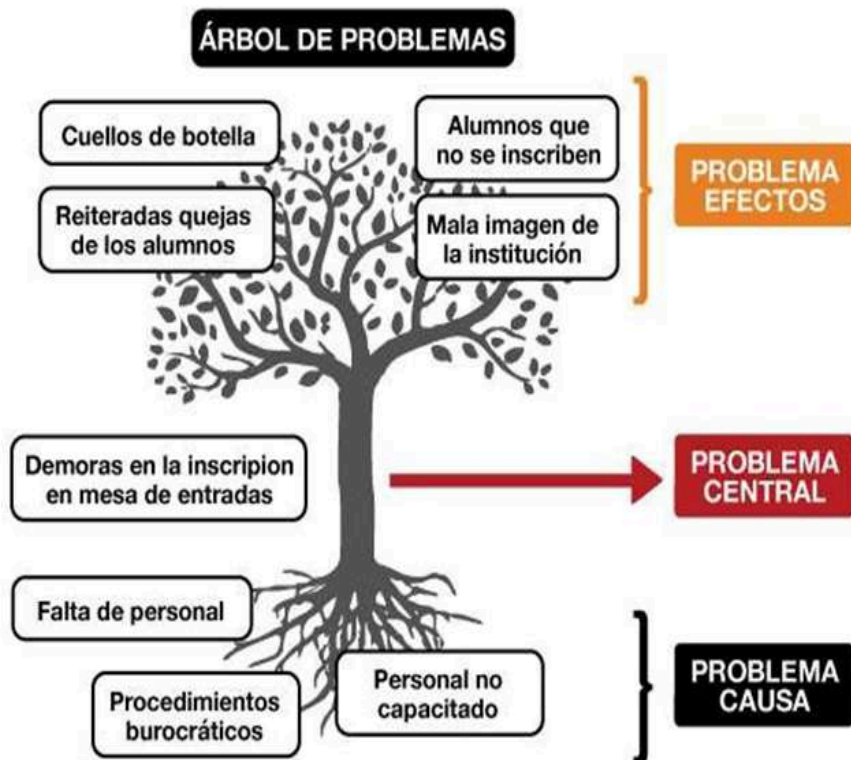 ÁRBOL DE PROBLEMAS
Cuellos de botella
Alumnos que
no se inscriben
PROBLEMA
EFECTOS
Reiteradas quejas
de los alumnos
Mala imagen de
la institución
Demoras en la inscripion
en mesa de entradas
PROBLEMA
CENTRAL
Falta de personal
Procedimientos
burocráticos
Personal no
capacitado
PROBLEMA
CAUSA